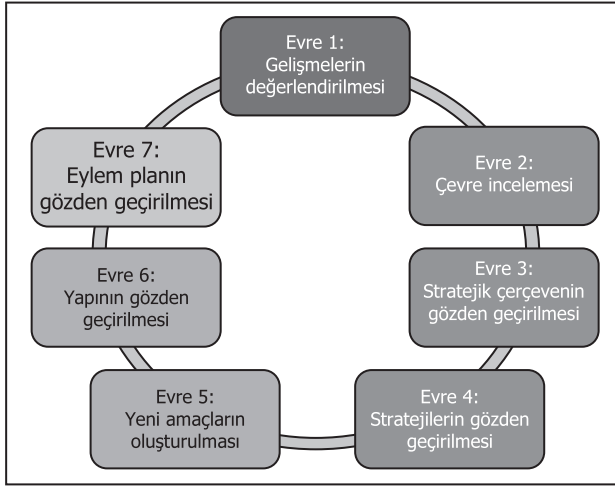 Evre 1:
Gelişmelerin
değerlendirilmesi
Evre 2:
Çevre incelemesi
Evre 3:
Stratejik çerçevenin
gözden geçirilmesi
Evre 4:
Stratejilerin gözden
geçirilmesi
Evre 5:
Yeni amaçların
oluşturulması
Evre 6:
Yapının gözden
geçirilmesi
Evre 7:
Eylem planın
gözden geçirilmesi